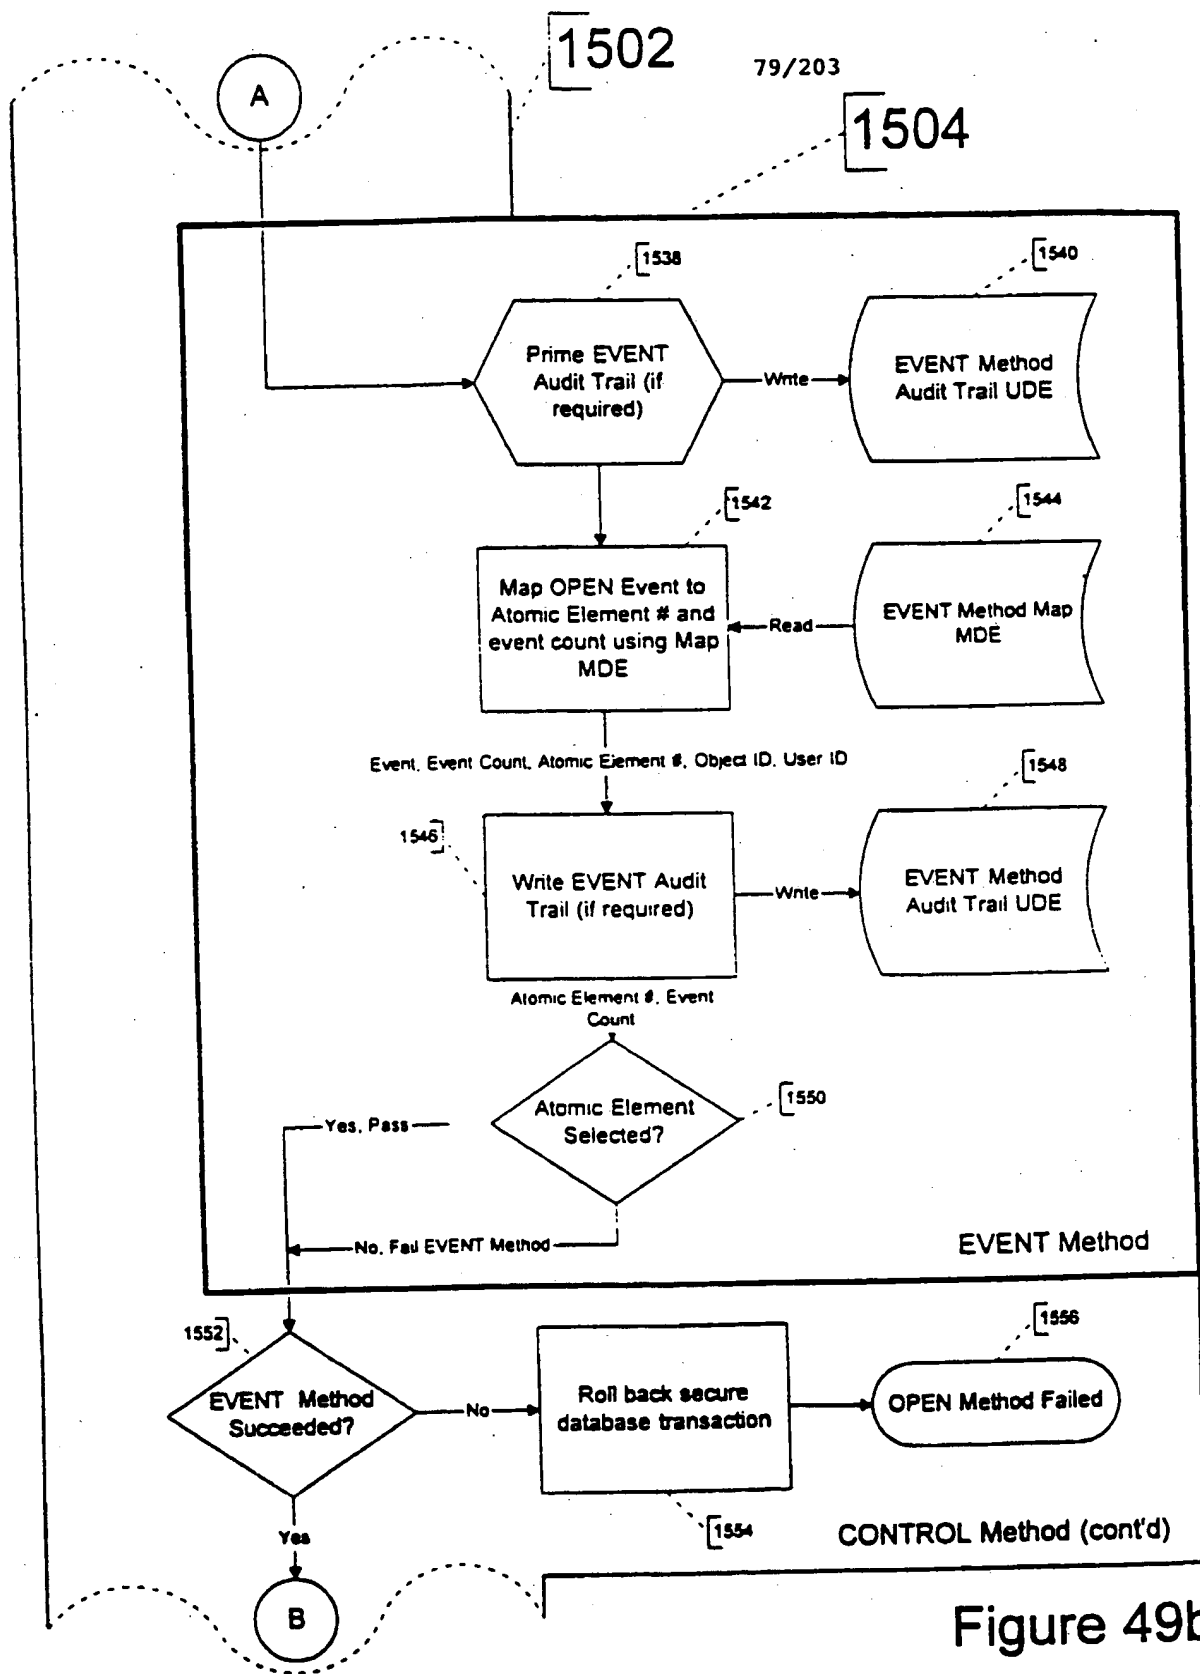 1502
79/203
A
1504
1538
1540
Prime EVENT
Audit Trail (if
required)
Write
EVENT Method
Audit Trail UDE
1542
1544
Map OPEN Event to
Atomic Element # and
event count using Map
MDE
Read
EVENT Method Map
MDE
Event, Event Count, Atomic Element #, Object ID, User ID
1548
1546
Write EVENT Audit
Trail (if required)
Write
EVENT Method
Audit Trail UDE
Atomic Element #, Event
Count
1550
Atomic Element
Selected?
Yes, Pass
No, Fail EVENT Method
EVENT Method
1552
1556
EVENT Method
Succeeded?
No
Roll back secure
database transaction
OPEN Method Failed
Yes
1554
CONTROL Method (cont'd)
B
Figure 49b